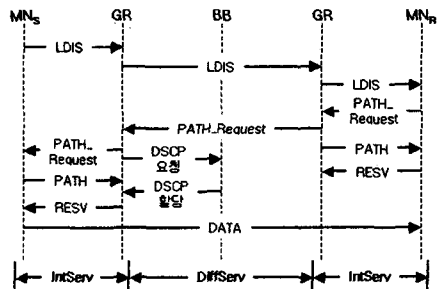 MNS GR BB GR MNR
LDIS
LDIS
LDIS
PATH_
Request
PATH_Request
PATH_
Request
DSCP
요청
PATH
PATH
DSCP
할당
RESV
RESV
DATA
IntServ DiffServ IntServ